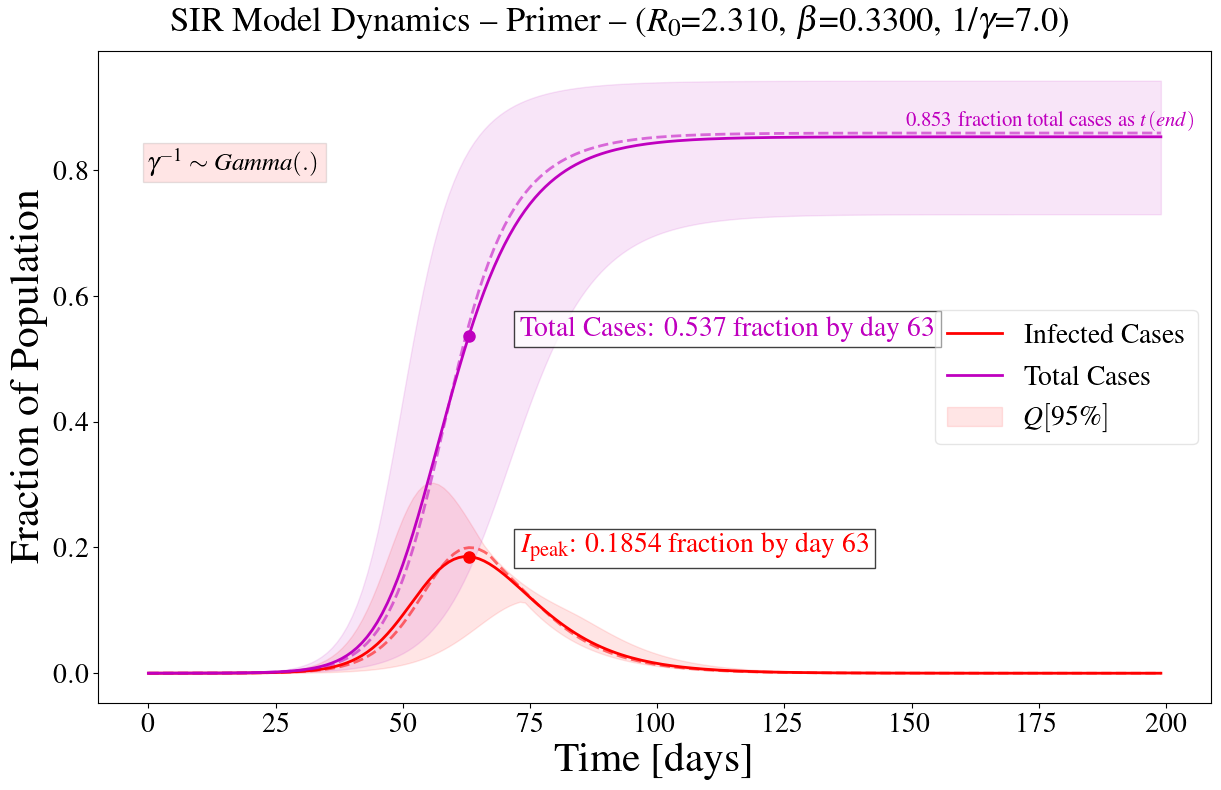 SIR Model Dynamics – Primer – (R₀=2.310, β=0.3300, 1/γ=7.0)
0.853 fraction total cases as t(end)
γ⁻¹ ∼ Gamma(.)
Fraction of Population
0.8
0.6
0.4
0.2
0.0
Total Cases: 0.537 fraction by day 63
Infected Cases
Total Cases
Q[95%]
I_peak: 0.1854 fraction by day 63
0 25 50 75 100 125 150 175 200
Time [days]